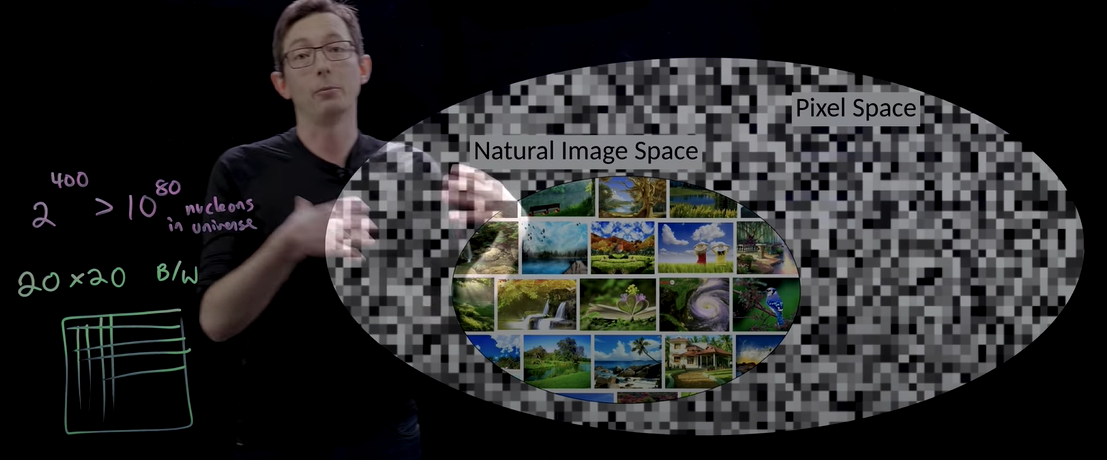 2^400 > 10^80 nucleons
in universe
20 x 20 B/W
Natural Image Space
Pixel Space